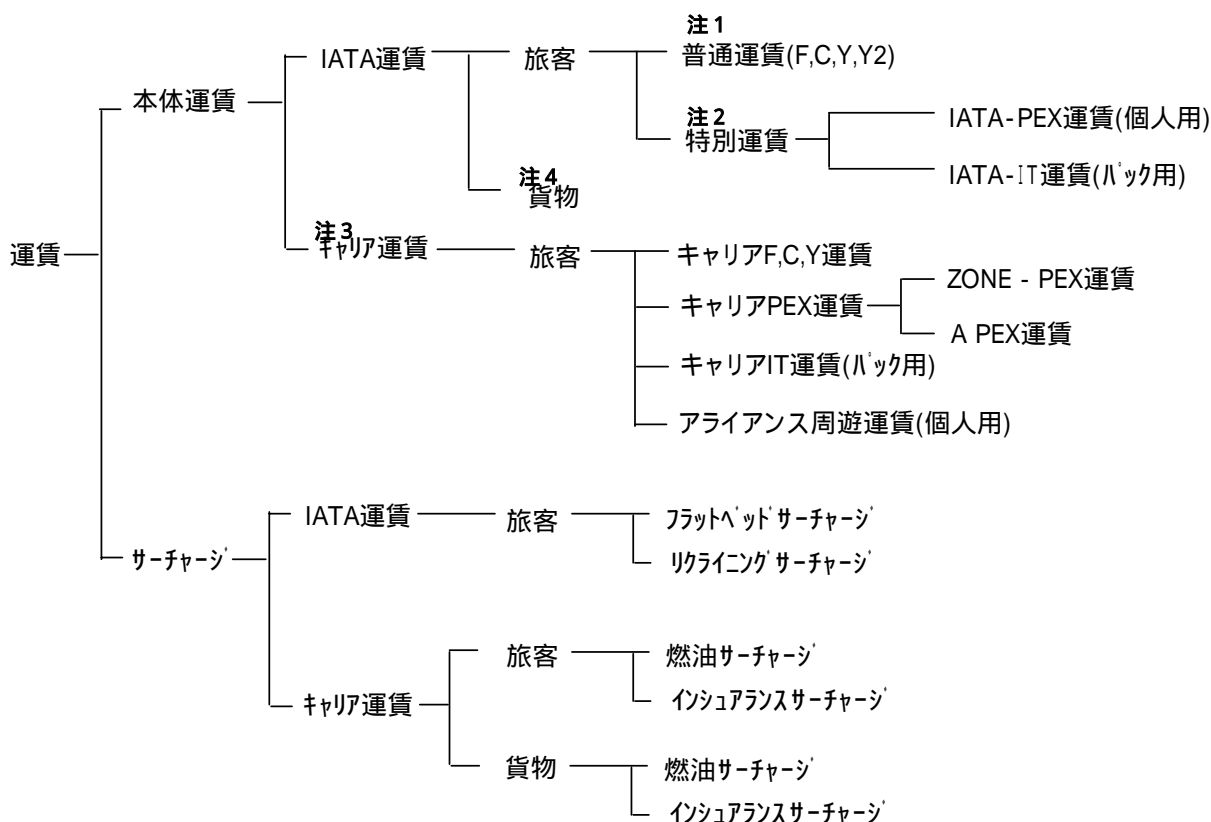 注1
IATA運賃
旅客
普通運賃(F,C,Y,Y2)
本体運賃
注2
特別運賃
IATA-PEX運賃(個人用)
IATA-IT運賃(ﾊﾟｯｸ用)
注4
貨物
注3
ｷｬﾘｱ運賃
旅客
キャリアF,C,Y運賃
運賃
キャリアPEX運賃
ZONE - PEX運賃
A PEX運賃
キャリアIT運賃(ﾊﾟｯｸ用)
アライアンス周遊運賃(個人用)
IATA運賃
旅客
ﾌﾗｯﾄﾍﾞｯﾄﾞｻｰﾁｬｰｼﾞ
ｻｰﾁｬｰｼﾞ
ﾘｸﾗｲﾆﾝｸﾞｻｰﾁｬｰｼﾞ
ｷｬﾘｱ運賃
旅客
燃油ｻｰﾁｬｰｼﾞ
ｲﾝｼｭｱﾗﾝｽｻｰﾁｬｰｼﾞ
貨物
燃油ｻｰﾁｬｰｼﾞ
ｲﾝｼｭｱﾗﾝｽｻｰﾁｬｰｼﾞ